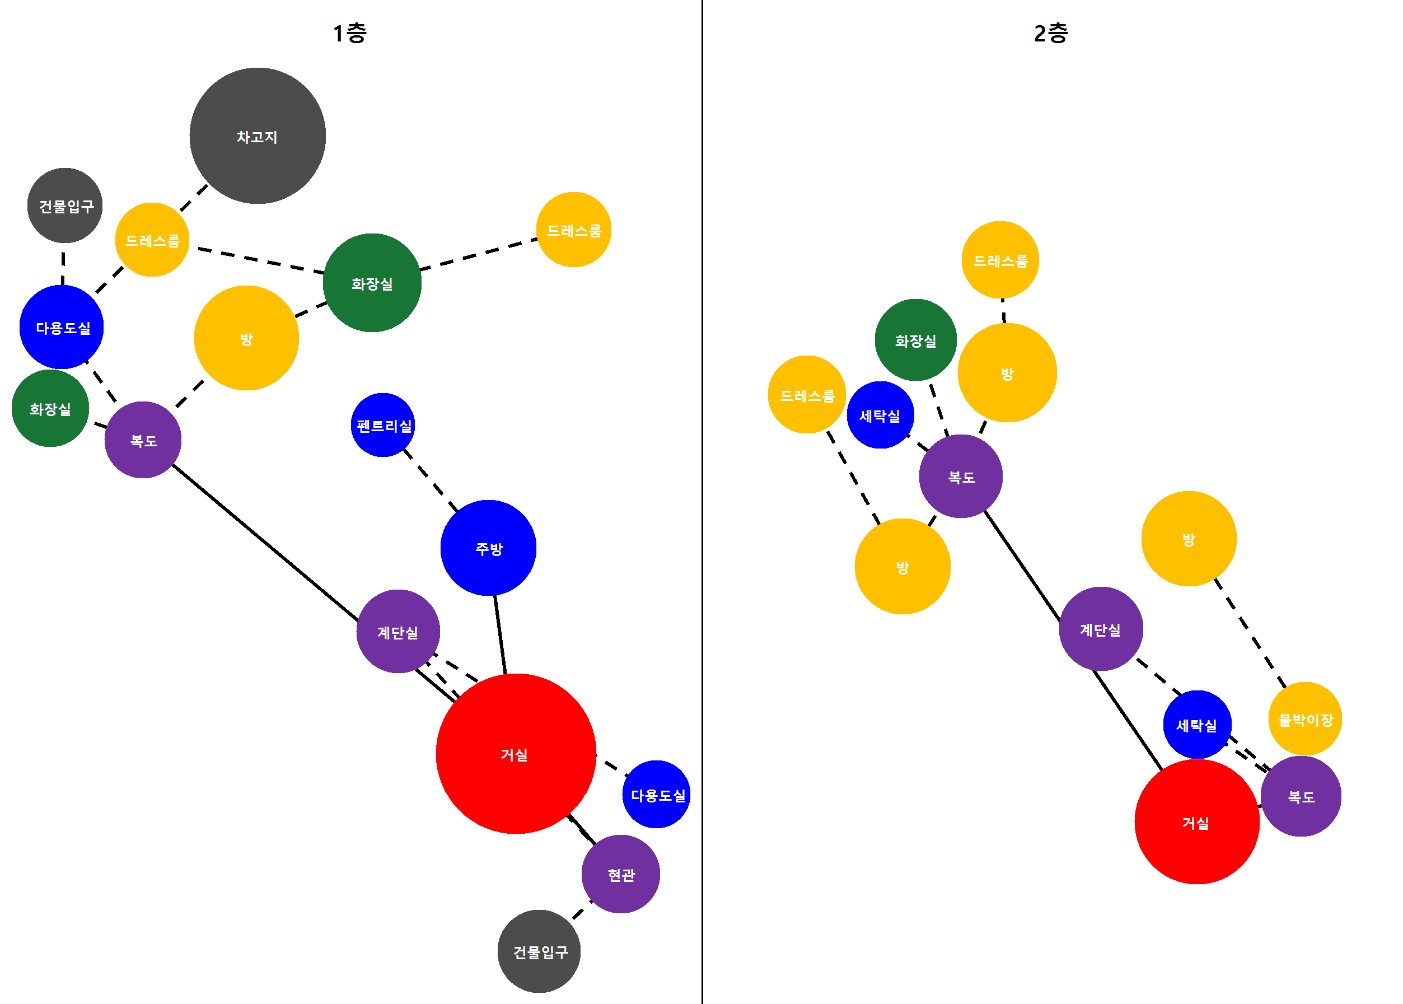 1층
차고지
건물입구
드레스룸
드레스룸
화장실
다용도실
방
화장실
복도
펜트리실
주방
계단실
거실
다용도실
현관
건물입구
2층
드레스룸
화장실
방
드레스룸
세탁실
복도
방
방
계단실
세탁실
붙박이장
복도
거실